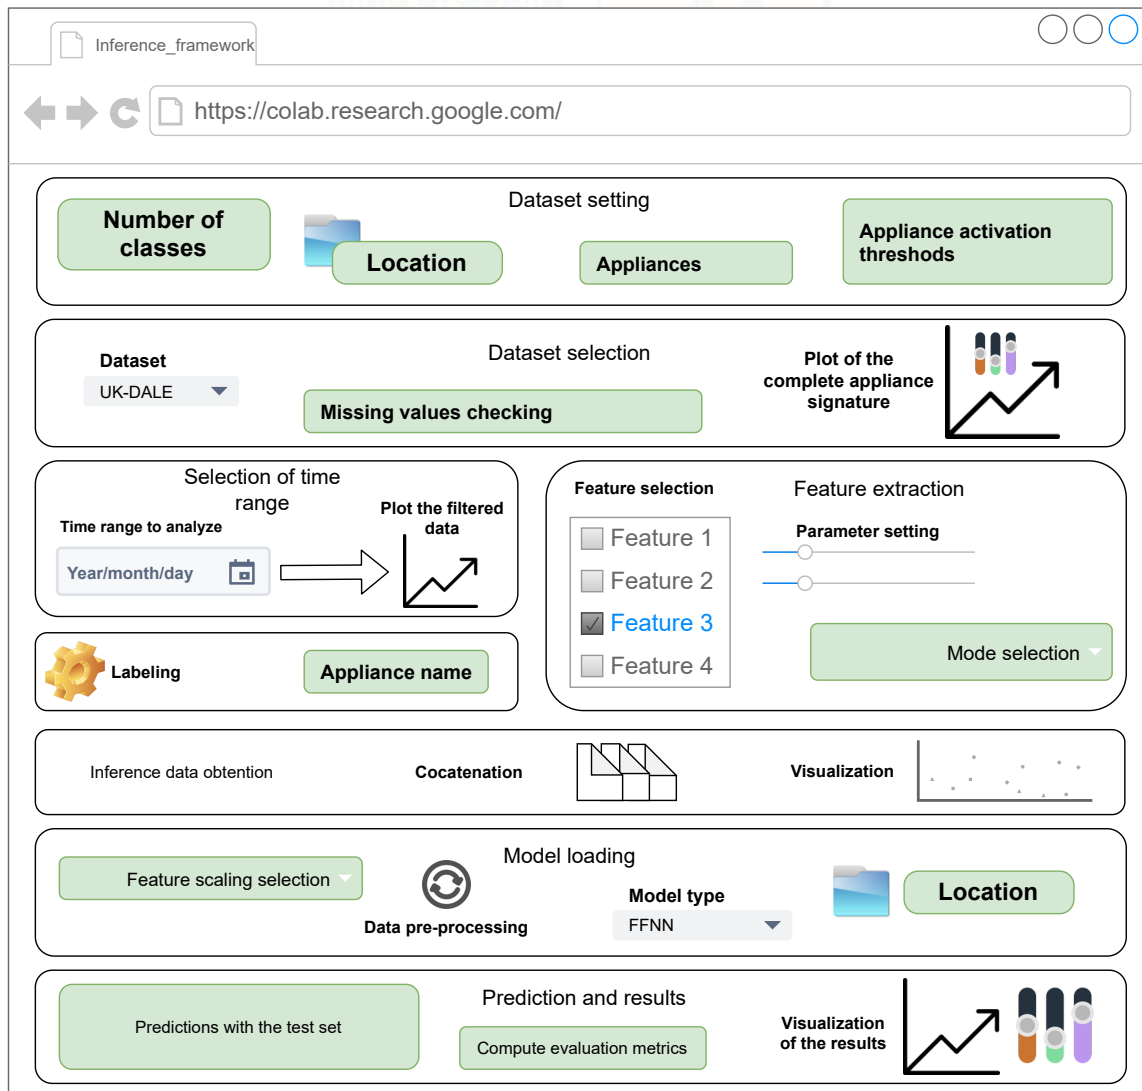 Inference_framework
https://colab.research.google.com/
Dataset setting
Number of
classes
Location
Appliances
Appliance activation
threshods
Dataset
UK-DALE
Dataset selection
Missing values checking
Plot of the
complete appliance
signature
Selection of time
range
Time range to analyze
Year/month/day
Plot the filtered
data
Feature selection
Feature 1
Feature 2
Feature 3
Feature 4
Feature extraction
Parameter setting
Mode selection
Labeling
Appliance name
Inference data obtention
Cocatenation
Visualization
Model loading
Feature scaling selection
Data pre-processing
Model type
FFNN
Location
Prediction and results
Predictions with the test set
Compute evaluation metrics
Visualization
of the results